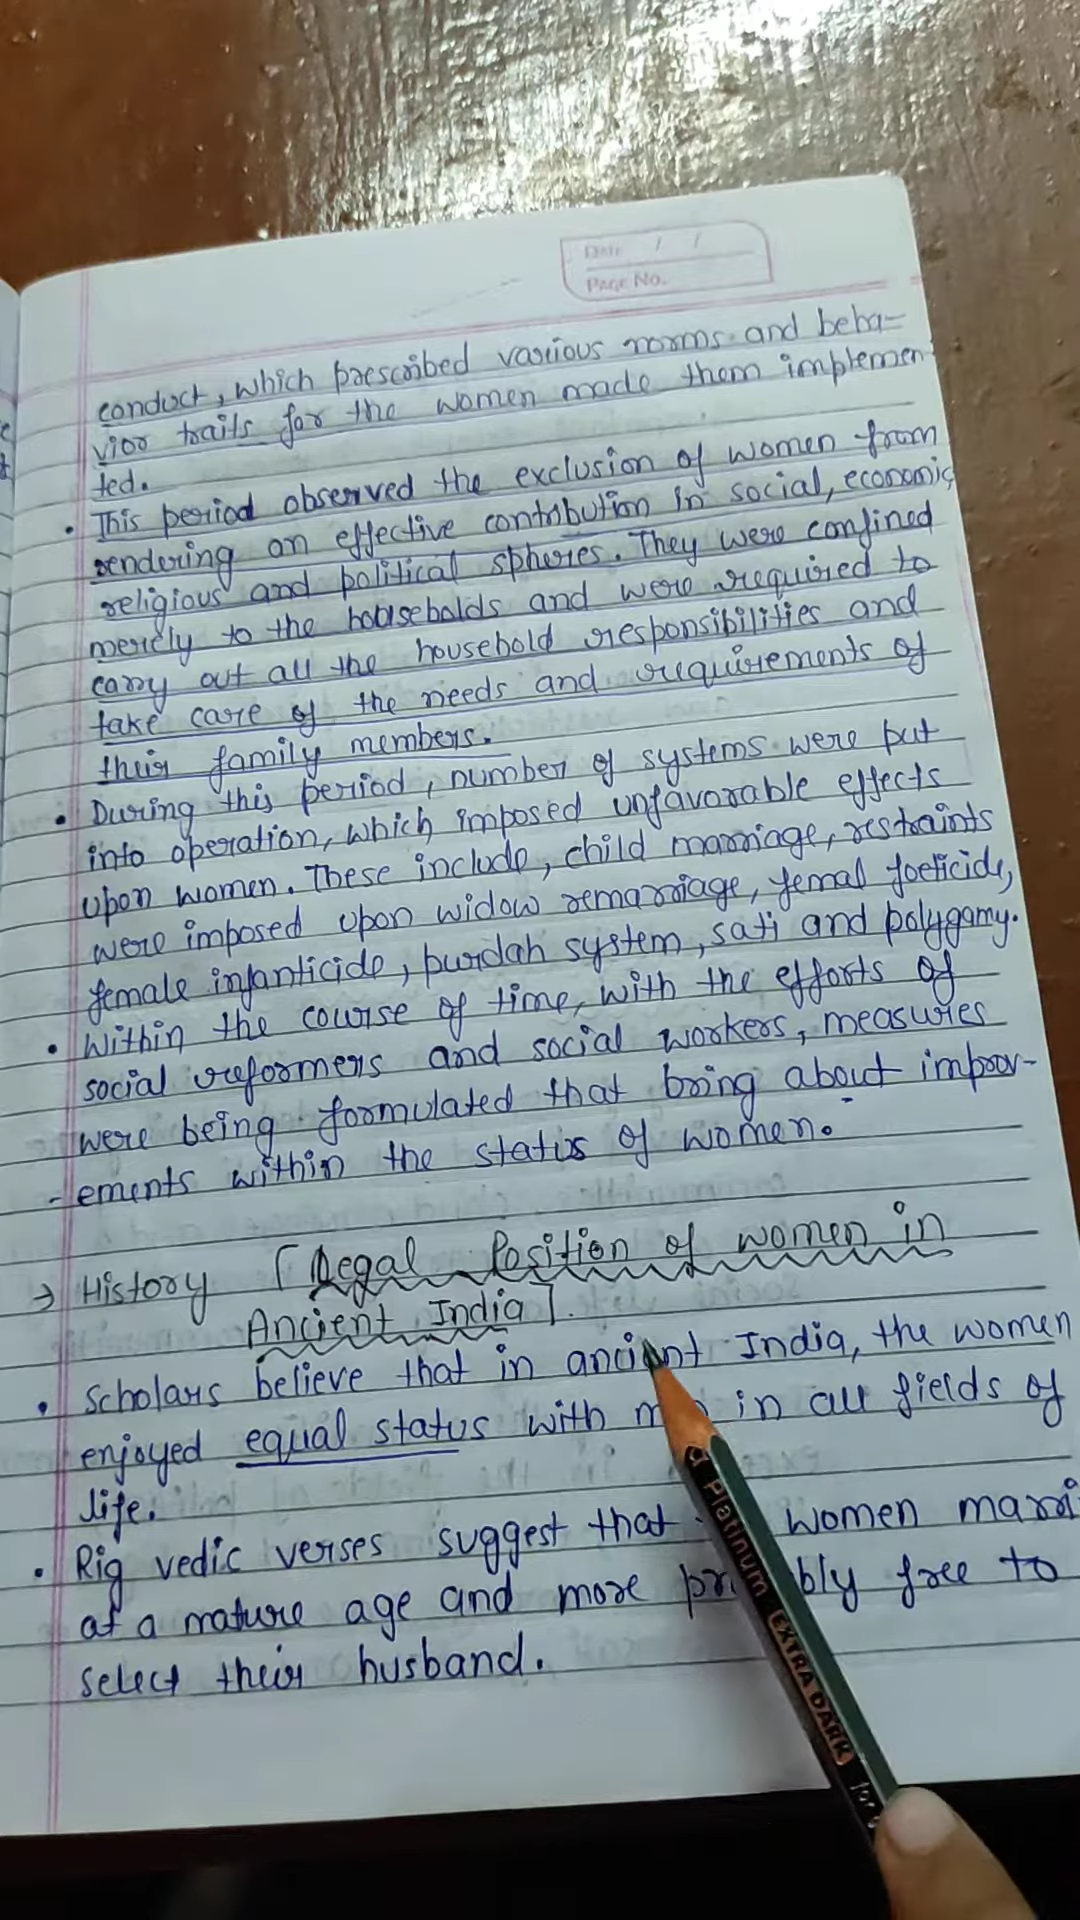 Date / /
PAGE No.
conduct, which prescribed various norms and beha-
vior traits for the women made them implemen
ted.
• This period observed the exclusion of women from
rendering an effective contribution in social, economic,
religious and political spheres. They were confined
merely to the households and were required to
carry out all the household responsibilities and
take care of the needs and requirements of
their family members.
• During this period, number of systems were put
into operation, which imposed unfavorable effects
upon women. These include, child marriage, restraints
were imposed upon widow remarriage, femal foeticide,
female infanticide, purdah system, sati and polygamy.
• Within the course of time, with the efforts of
social reformers and social workers, measures
were being formulated that bring about improv-
-ements within the status of women.
→ History [Legal Position of women in
Ancient India].
• Scholars believe that in ancient India, the women
enjoyed equal status with in all fields of
life.
• Rig vedic verses suggest that women marri
at a mature age and more free to
select their husband.
Platinum EXTRA DARK for